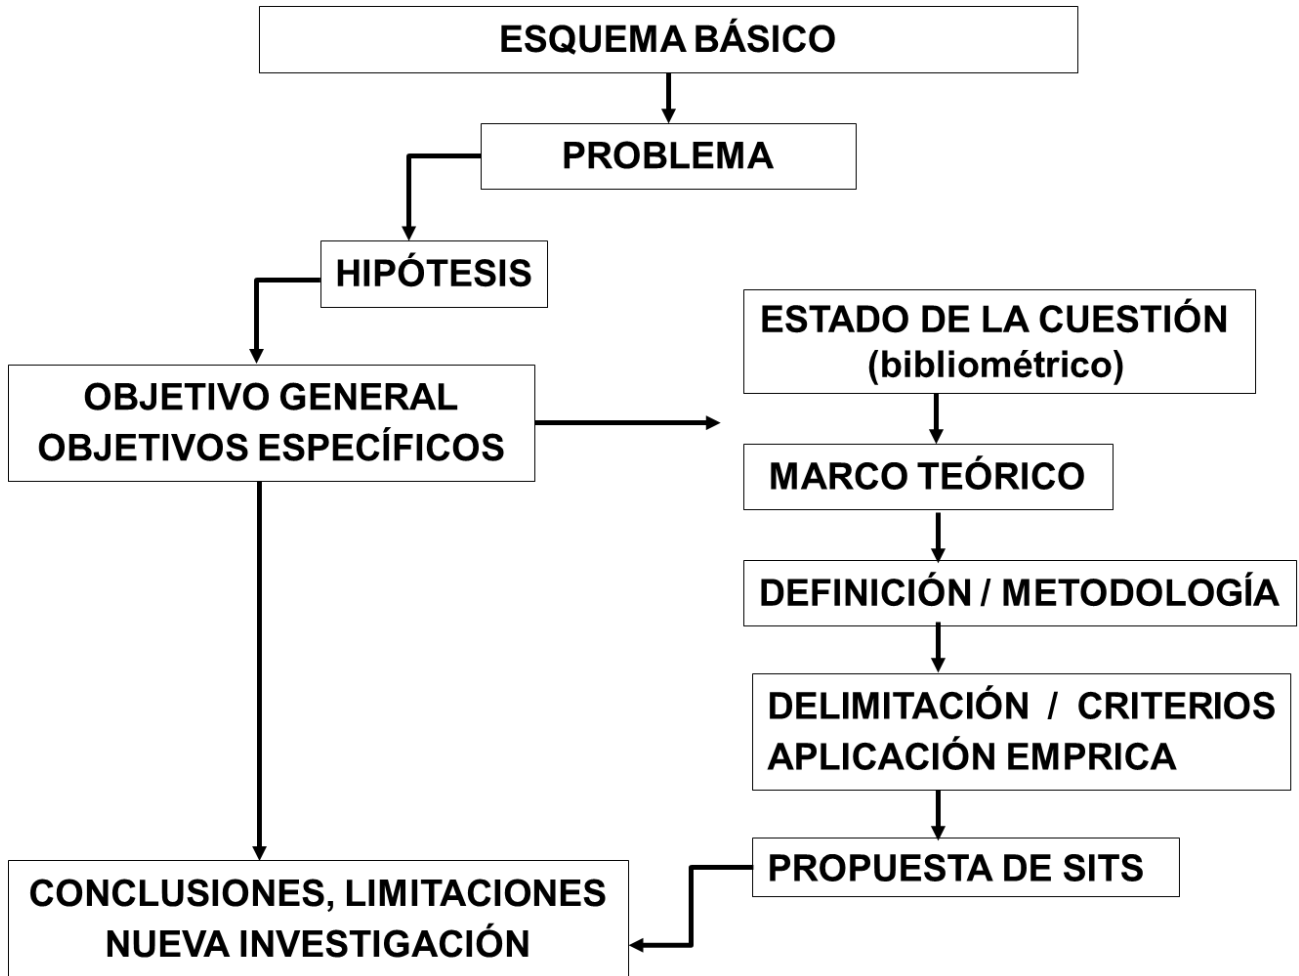 ESQUEMA BÁSICO
PROBLEMA
HIPÓTESIS
OBJETIVO GENERAL
OBJETIVOS ESPECÍFICOS
ESTADO DE LA CUESTIÓN
(bibliométrico)
MARCO TEÓRICO
DEFINICIÓN / METODOLOGÍA
DELIMITACIÓN / CRITERIOS
APLICACIÓN EMPRICA
PROPUESTA DE SITS
CONCLUSIONES, LIMITACIONES
NUEVA INVESTIGACIÓN